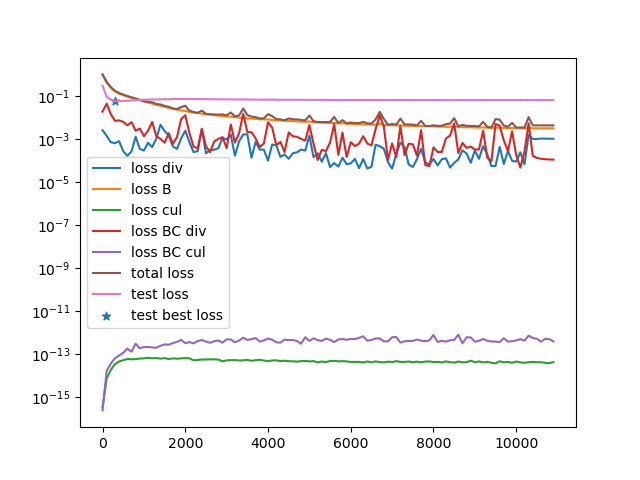 10⁻¹
10⁻³
10⁻⁵
10⁻⁷
10⁻⁹
10⁻¹¹
10⁻¹³
10⁻¹⁵
loss div
loss B
loss cul
loss BC div
loss BC cul
total loss
test loss
test best loss
0 2000 4000 6000 8000 10000